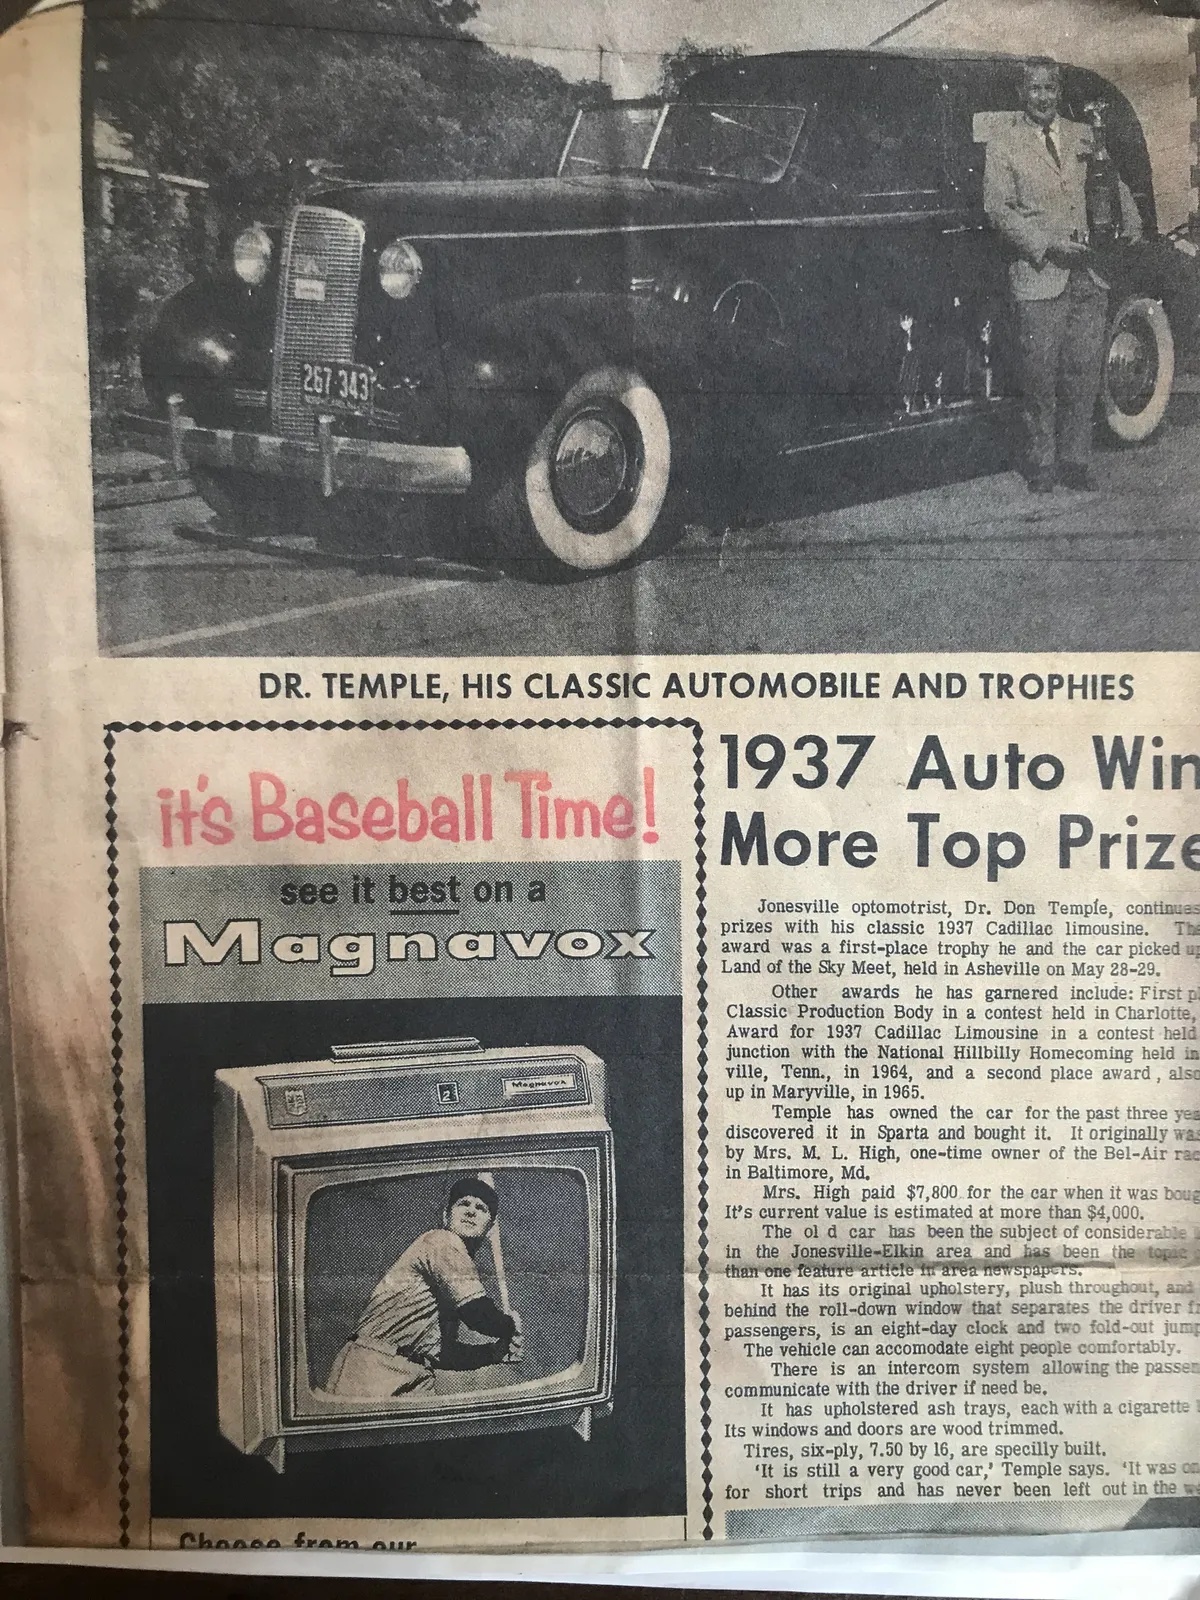 267 343
DR. TEMPLE, HIS CLASSIC AUTOMOBILE AND TROPHIES
it's Baseball Time!
see it best on a
Magnavox
2
Magnavox
Choose from our
1937 Auto Win
More Top Prize
Jonesville optomotrist, Dr. Don Temple, continues
prizes with his classic 1937 Cadillac limousine.
award was a first-place trophy he and the car picked up
Land of the Sky Meet, held in Asheville on May 28-29.
Other awards he has garnered include: First pl
Classic Production Body in a contest held in Charlotte,
Award for 1937 Cadillac Limousine in a contest held
junction with the National Hillbilly Homecoming held in
ville, Tenn., in 1964, and a second place award, also
up in Maryville, in 1965.
Temple has owned the car for the past three
discovered it in Sparta and bought it. It originally was
by Mrs. M. L. High, one-time owner of the Bel-Air
in Baltimore, Md.
Mrs. High paid $7,800 for the car when it was boug
It's current value is estimated at more than $4,000.
The ol d car has been the subject of considerable
in the Jonesville-Elkin area and has been the topic
than one feature article in area newspapers.
It has its original upholstery, plush throughout, and
behind the roll-down window that separates the driver
passengers, is an eight-day clock and two fold-out jump
The vehicle can accomodate eight people comfortably.
There is an intercom system allowing the passen
communicate with the driver if need be.
It has upholstered ash trays, each with a cigarette
Its windows and doors are wood trimmed.
Tires, six-ply, 7.50 by 16, are specilly built.
'It is still a very good car,' Temple says. 'It was
for short trips and has never been left out in the